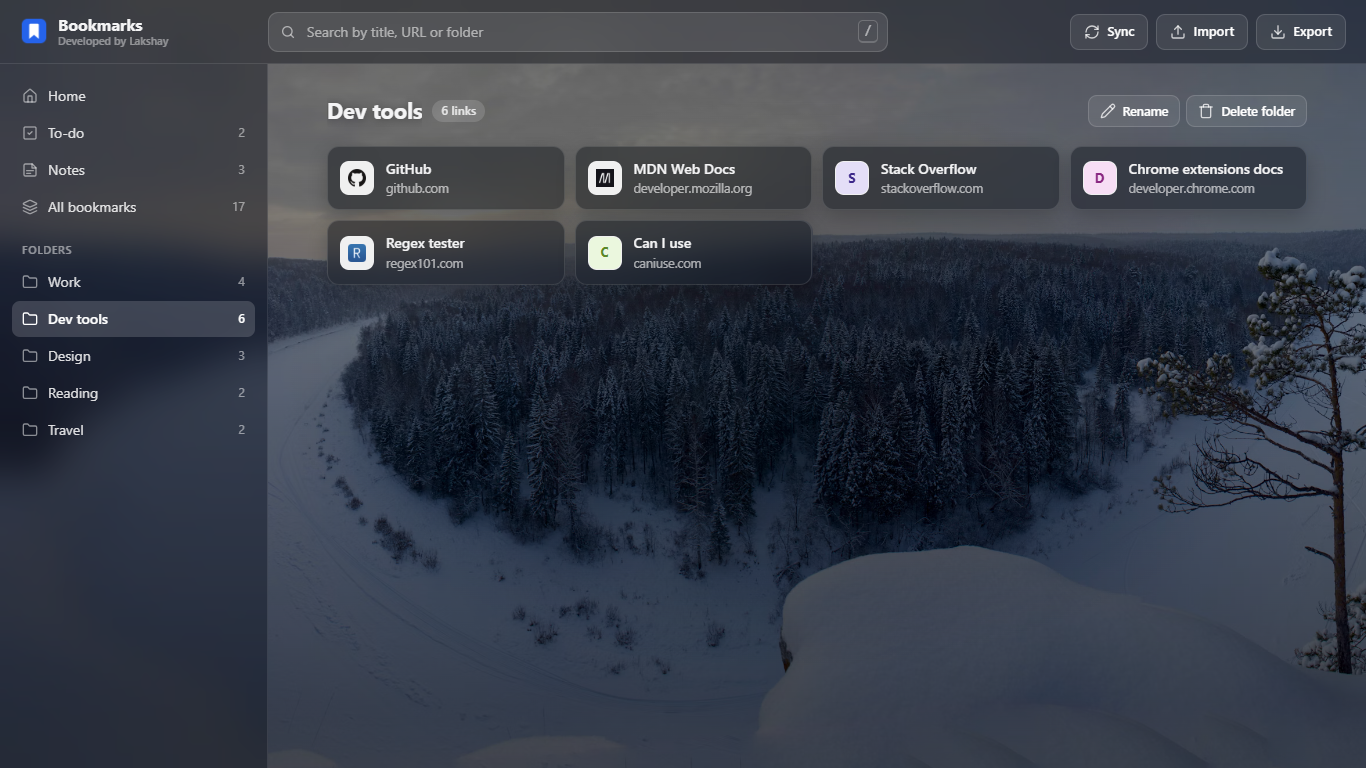 Bookmarks
Developed by Lakshay
Search by title, URL or folder
/
Sync
Import
Export
Home
To-do 2
Notes 3
All bookmarks 17
FOLDERS
Work 4
Dev tools 6
Design 3
Reading 2
Travel 2
Dev tools
6 links
Rename
Delete folder
GitHub
github.com
M
MDN Web Docs
developer.mozilla.org
S
Stack Overflow
stackoverflow.com
D
Chrome extensions docs
developer.chrome.com
R
Regex tester
regex101.com
C
Can I use
caniuse.com